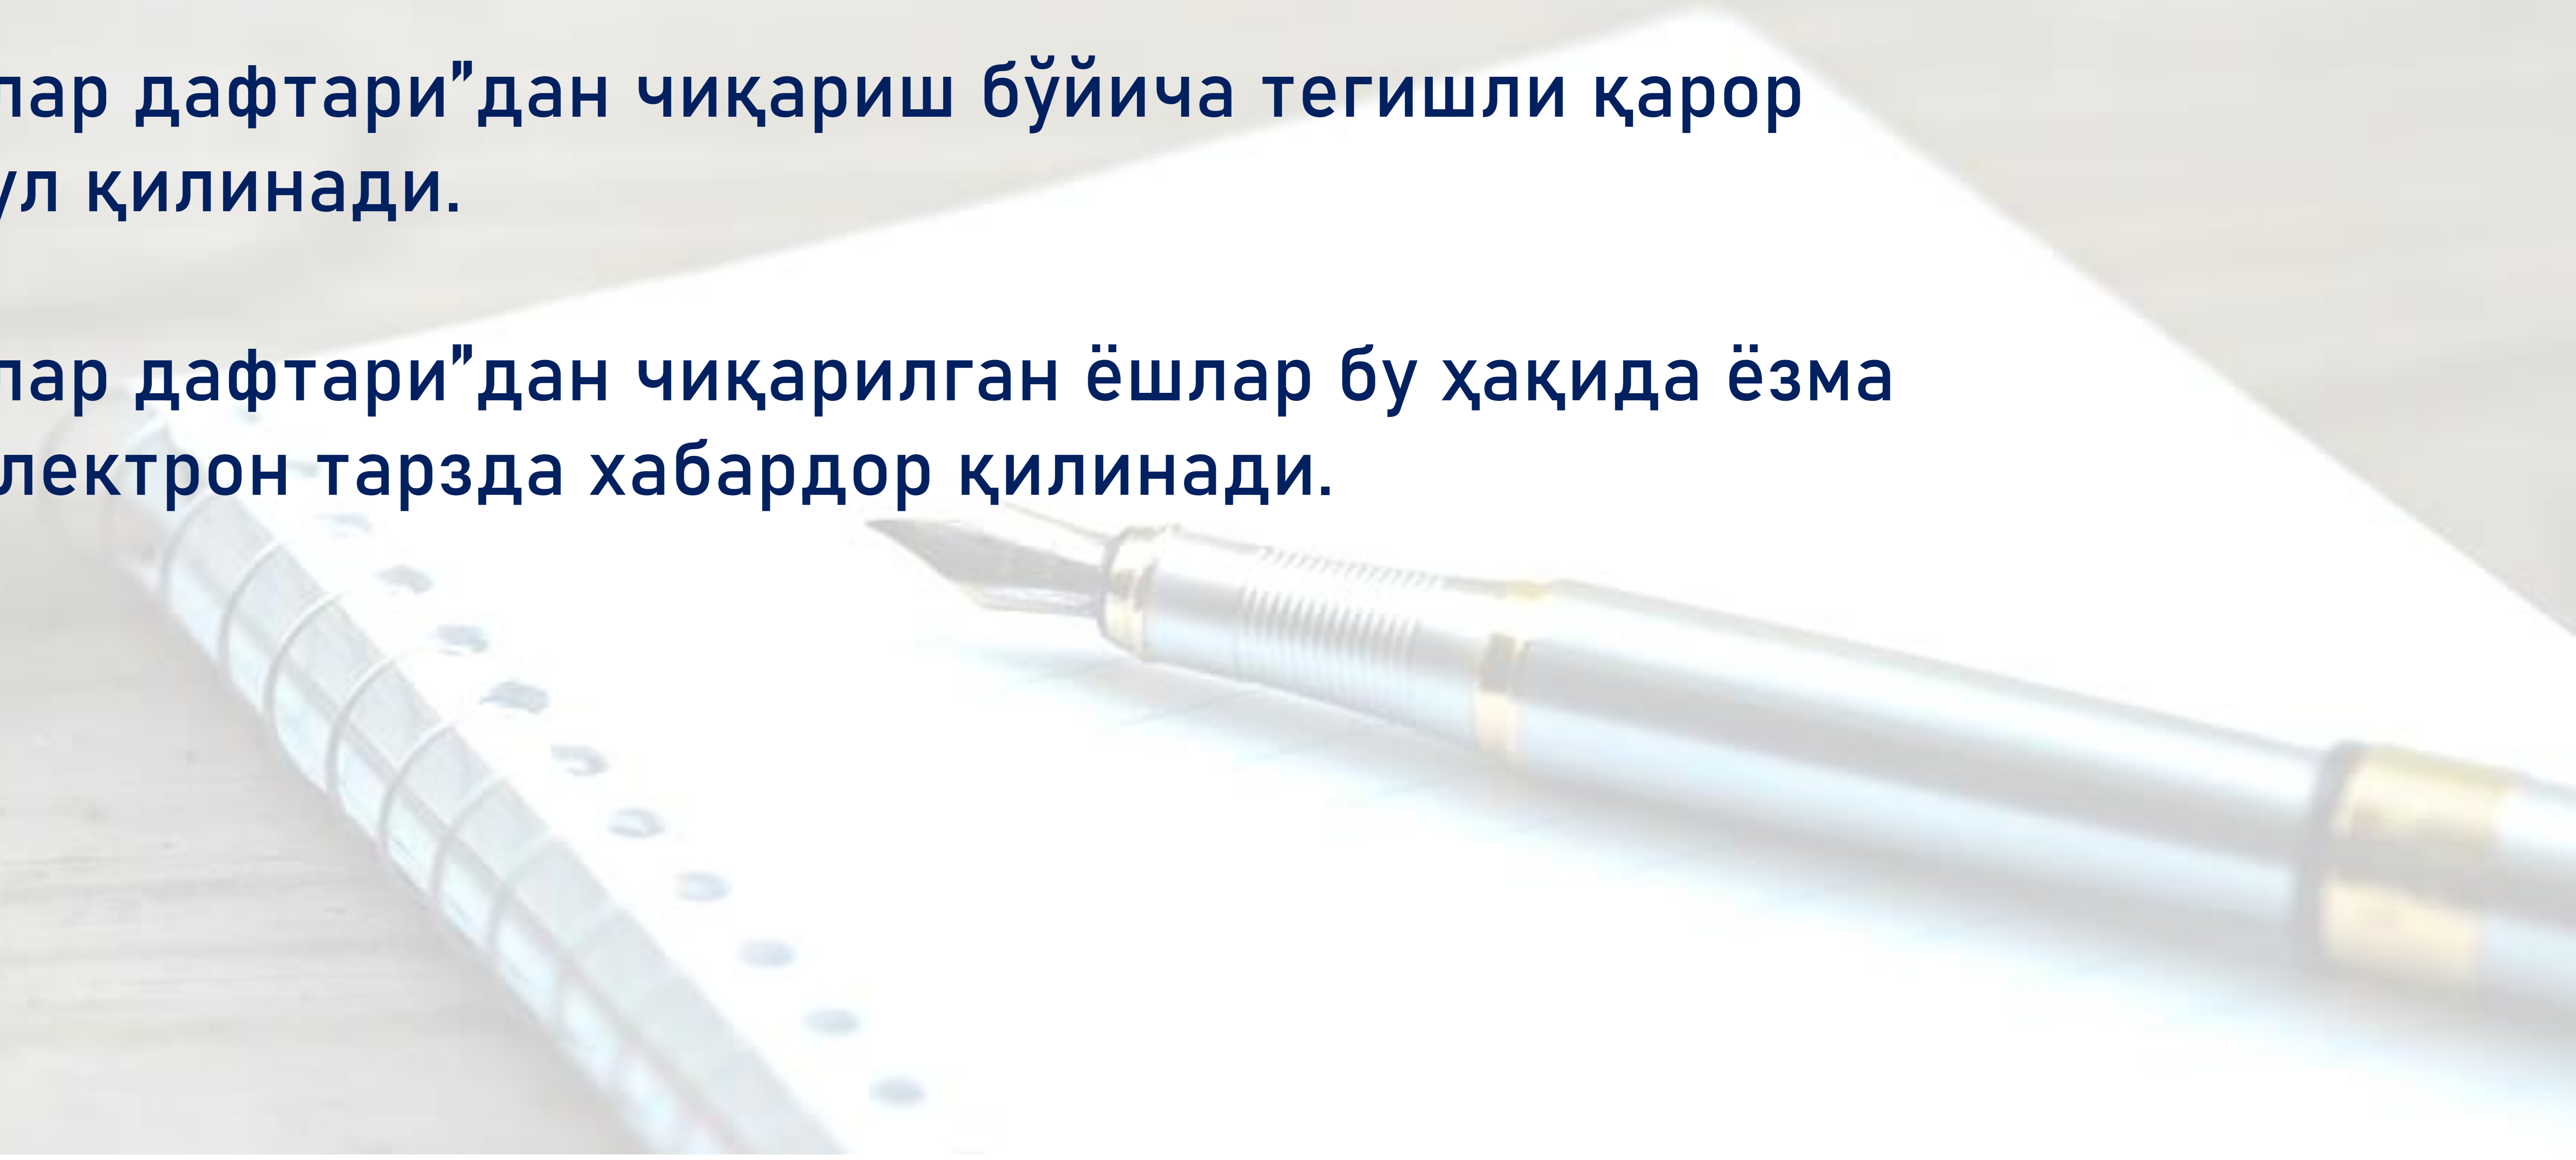 лар дафтари”дан чиқариш бўйича тегишли қарор
ул қилинади.
лар дафтари”дан чиқарилган ёшлар бу ҳақида ёзма
лектрон тарзда хабардор қилинади.